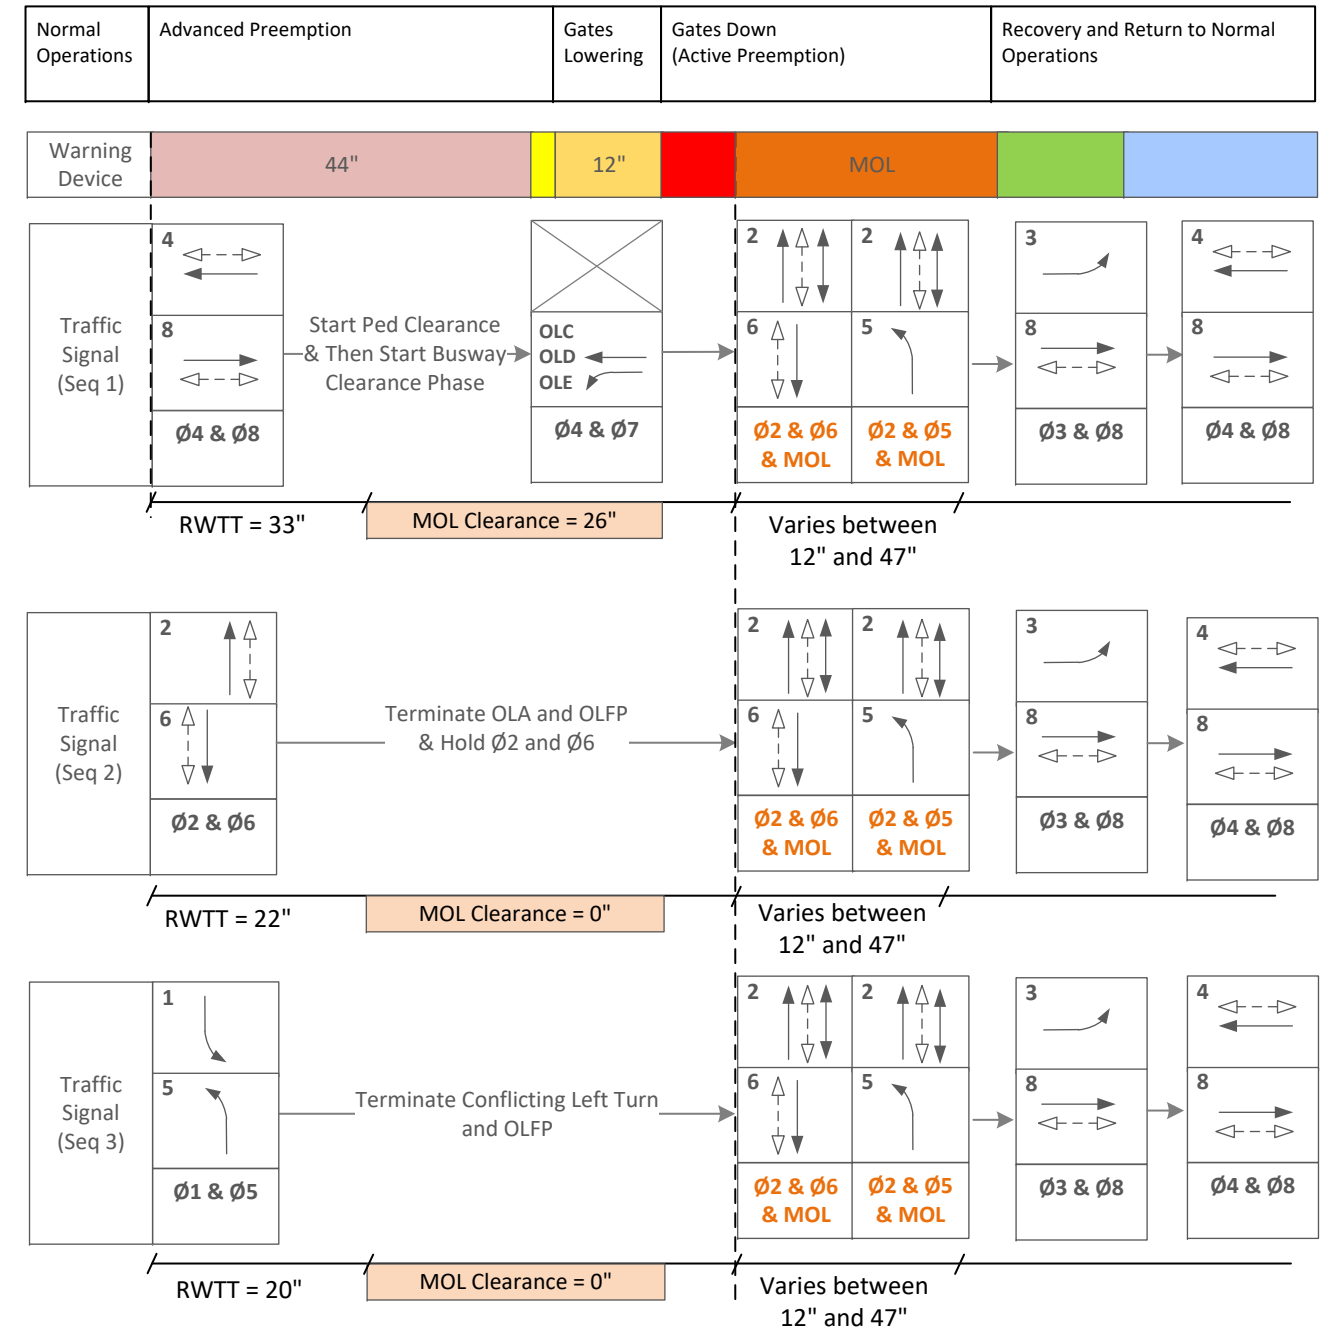 Normal
Operations
Advanced Preemption
Gates
Lowering
Gates Down
(Active Preemption)
Recovery and Return to Normal
Operations
Warning
Device
44"
12"
MOL
Traffic
Signal
(Seq 1)
4
8
Ø4 & Ø8
Start Ped Clearance
& Then Start Busway
Clearance Phase
OLC
OLD
OLE
Ø4 & Ø7
2
6
Ø2 & Ø6
& MOL
2
5
Ø2 & Ø5
& MOL
3
8
Ø3 & Ø8
4
8
Ø4 & Ø8
RWTT = 33"
MOL Clearance = 26"
Varies between
12" and 47"
Traffic
Signal
(Seq 2)
2
6
Ø2 & Ø6
Terminate OLA and OLFP
& Hold Ø2 and Ø6
2
6
Ø2 & Ø6
& MOL
2
5
Ø2 & Ø5
& MOL
3
8
Ø3 & Ø8
4
8
Ø4 & Ø8
RWTT = 22"
MOL Clearance = 0"
Varies between
12" and 47"
Traffic
Signal
(Seq 3)
1
5
Ø1 & Ø5
Terminate Conflicting Left Turn
and OLFP
2
6
Ø2 & Ø6
& MOL
2
5
Ø2 & Ø5
& MOL
3
8
Ø3 & Ø8
4
8
Ø4 & Ø8
RWTT = 20"
MOL Clearance = 0"
Varies between
12" and 47"